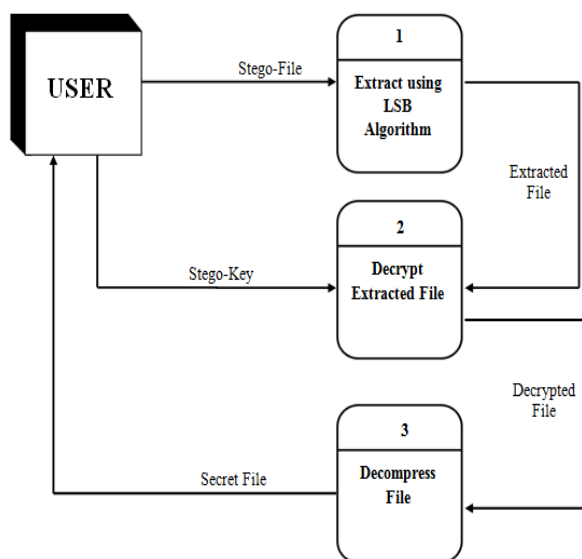 USER
Stego-File
1
Extract using
LSB
Algorithm
Extracted
File
Stego-Key
2
Decrypt
Extracted File
Decrypted
File
3
Decompress
File
Secret File